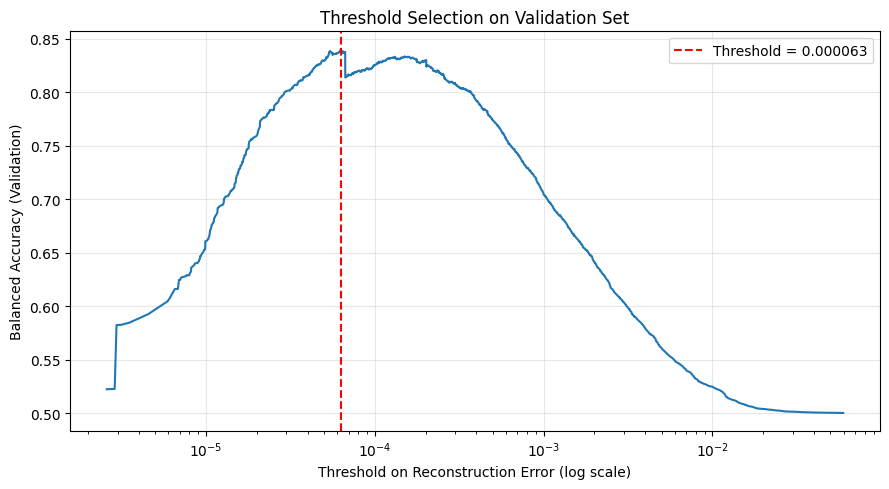 Threshold Selection on Validation Set
Threshold = 0.000063
Balanced Accuracy (Validation)
0.85
0.80
0.75
0.70
0.65
0.60
0.55
0.50
10⁻⁵ 10⁻⁴ 10⁻³ 10⁻²
Threshold on Reconstruction Error (log scale)